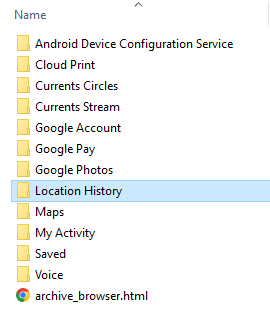 Name
Android Device Configuration Service
Cloud Print
Currents Circles
Currents Stream
Google Account
Google Pay
Google Photos
Location History
Maps
My Activity
Saved
Voice
archive_browser.html